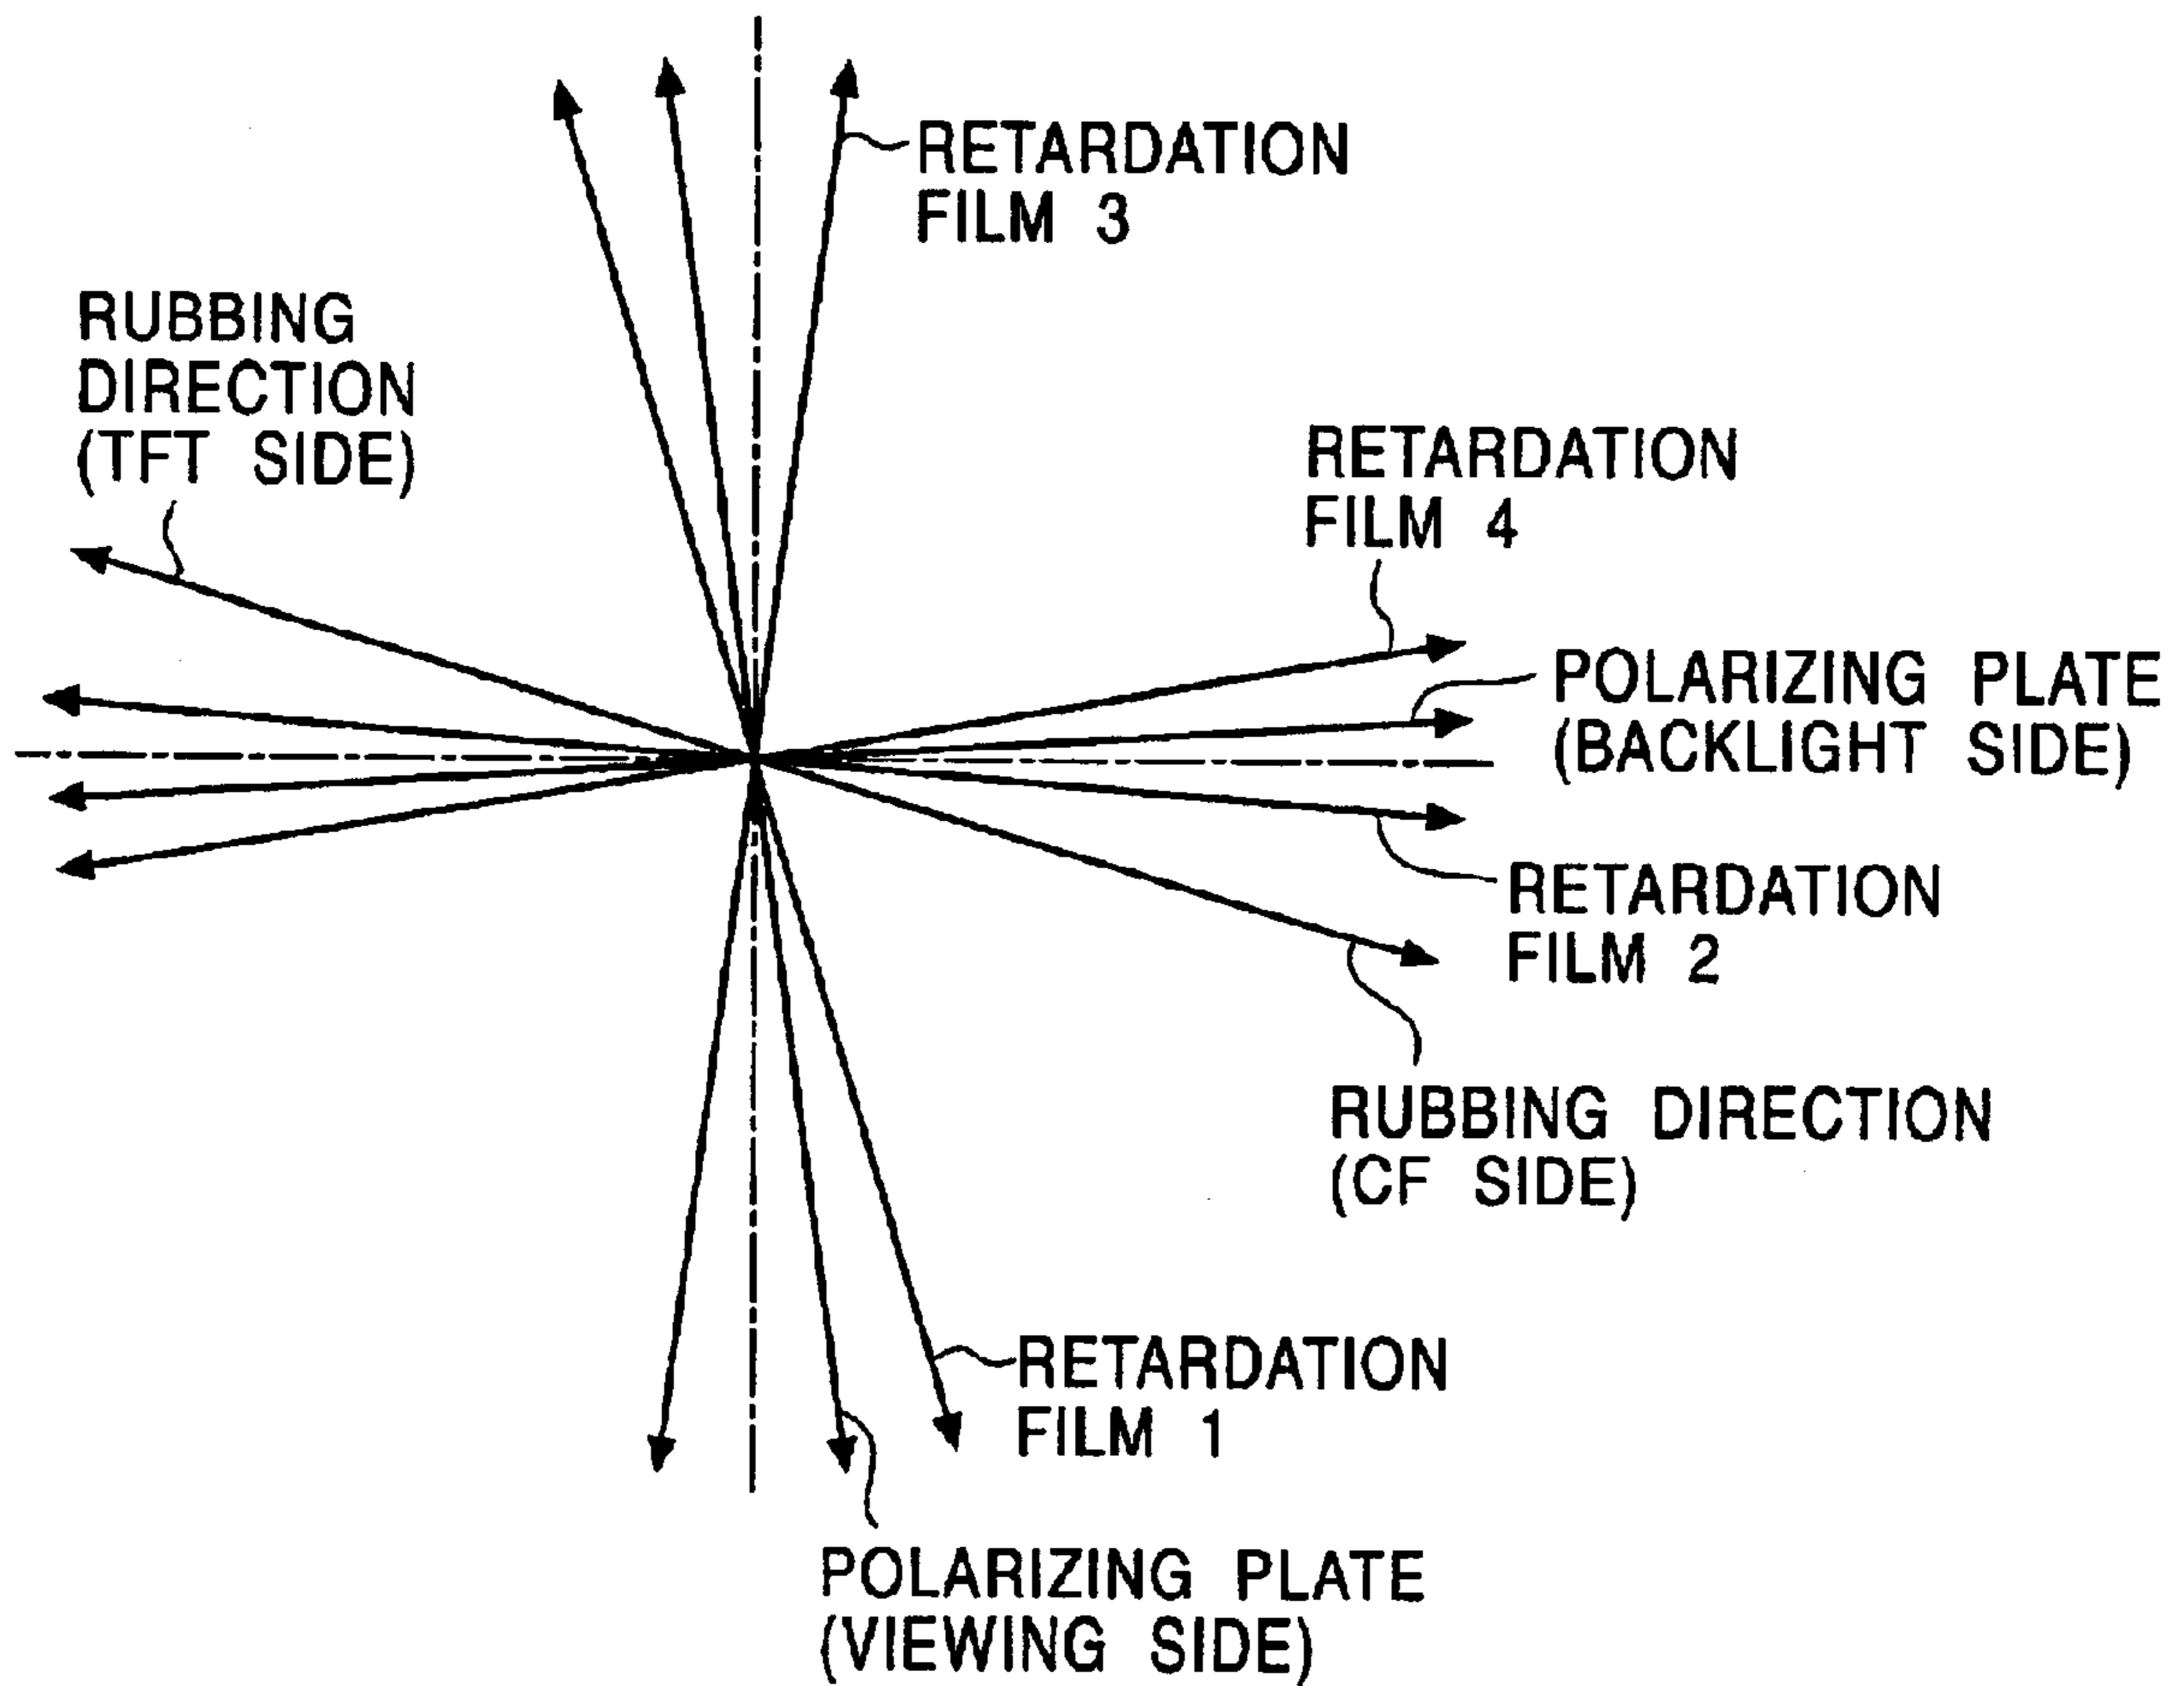 RETARDATION
FILM 3
RUBBING
DIRECTION
(TFT SIDE)
RETARDATION
FILM 4
POLARIZING PLATE
(BACKLIGHT SIDE)
RETARDATION
FILM 2
RUBBING DIRECTION
(CF SIDE)
RETARDATION
FILM 1
POLARIZING PLATE
(VIEWING SIDE)